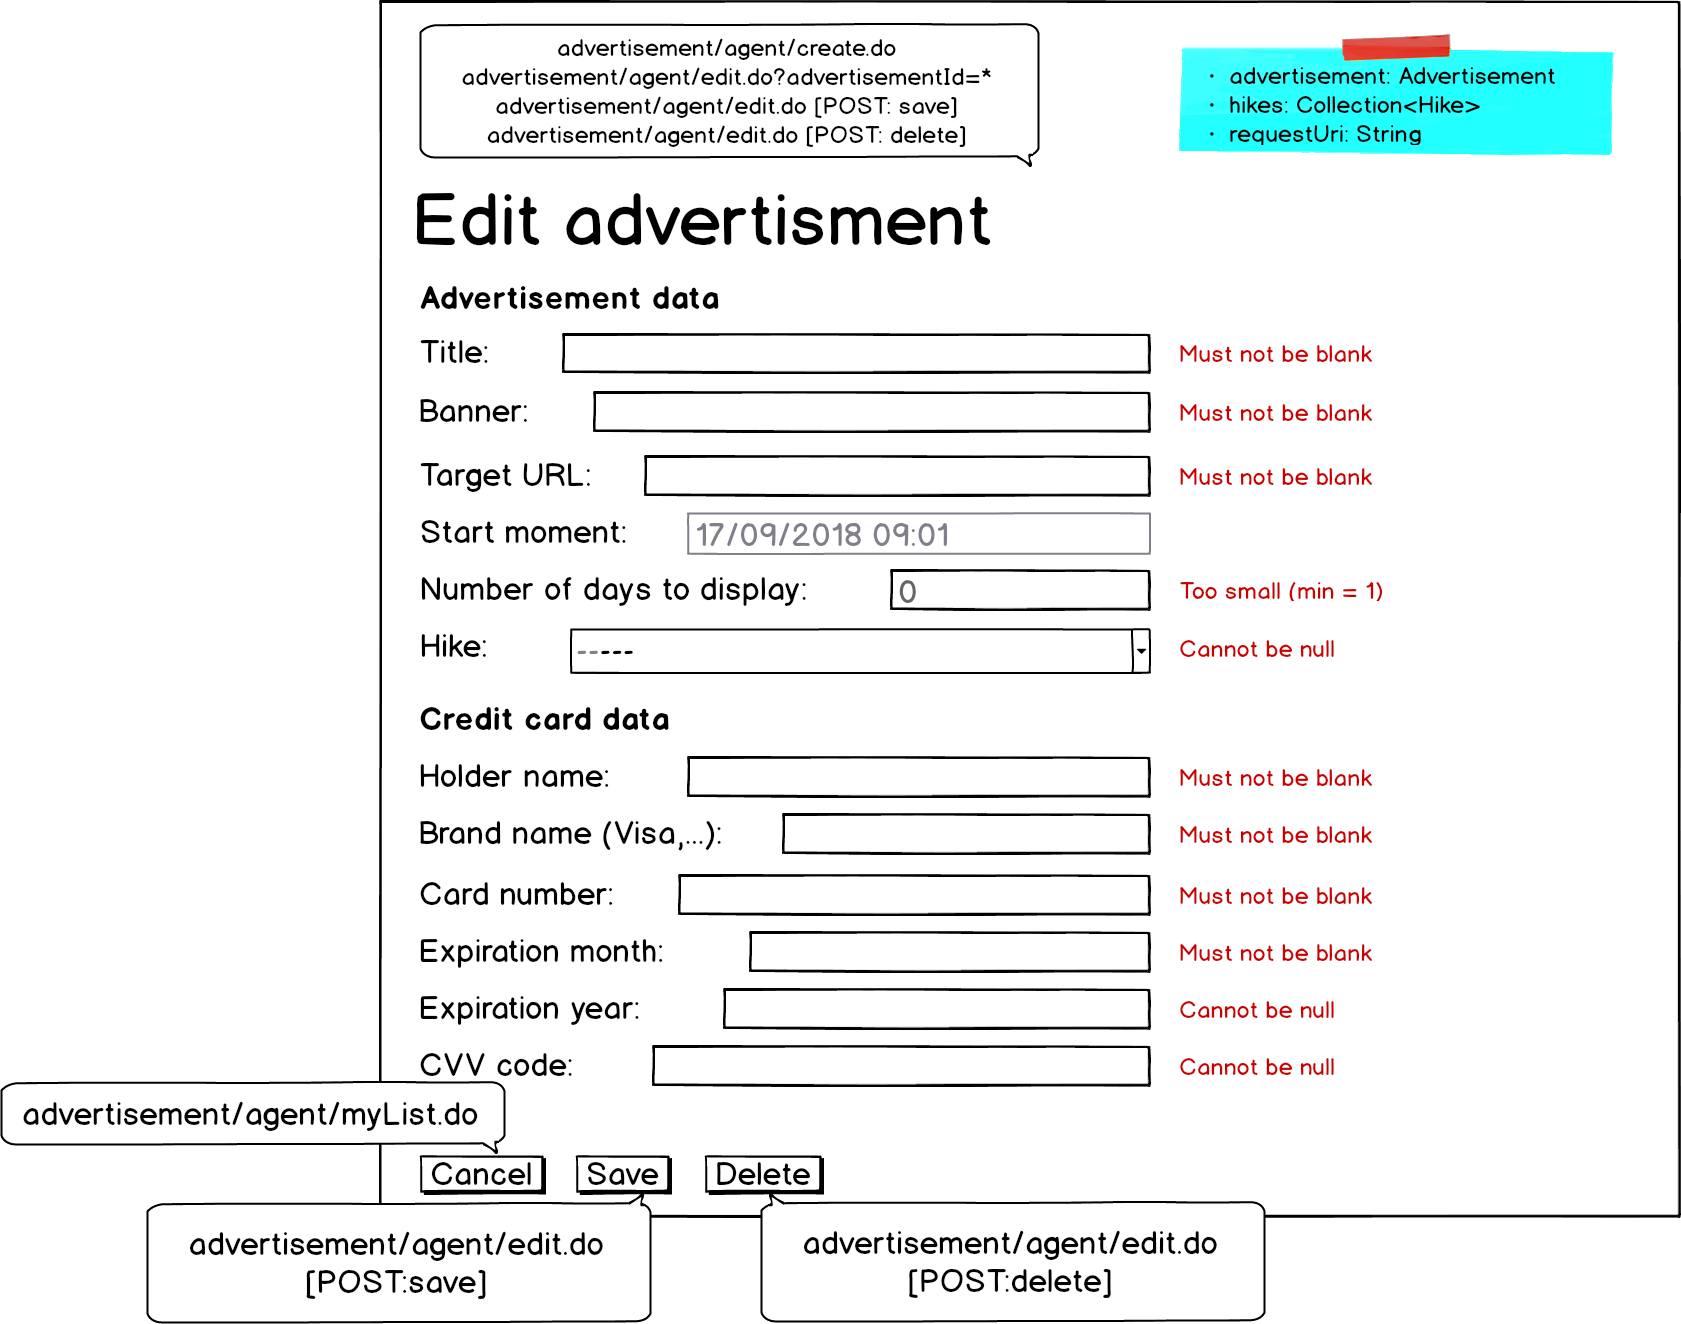 advertisement/agent/create.do
advertisement/agent/edit.do?advertisementId=*
advertisement/agent/edit.do [POST: save]
advertisement/agent/edit.do [POST: delete]
• advertisement: Advertisement
• hikes: Collection<Hike>
• requestUri: String
Edit advertisment
Advertisement data
Title: Must not be blank
Banner: Must not be blank
Target URL: Must not be blank
Start moment: 17/09/2018 09:01
Number of days to display: 0 Too small (min = 1)
Hike: ----- Cannot be null
Credit card data
Holder name: Must not be blank
Brand name (Visa,...): Must not be blank
Card number: Must not be blank
Expiration month: Must not be blank
Expiration year: Cannot be null
CVV code: Cannot be null
advertisement/agent/myList.do
Cancel Save Delete
advertisement/agent/edit.do
[POST:save]
advertisement/agent/edit.do
[POST:delete]